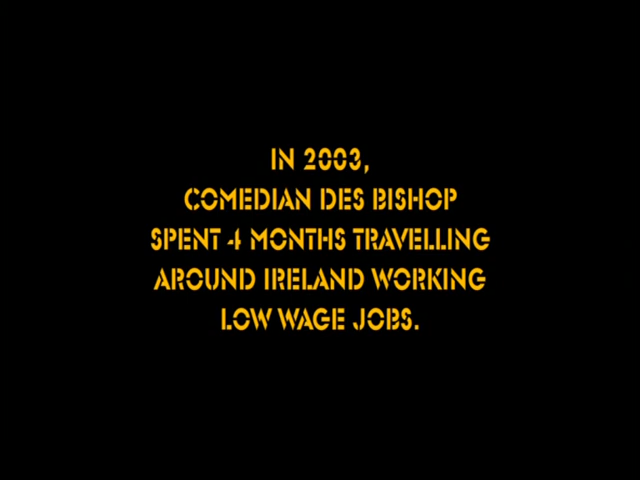 IN 2003,
COMEDIAN DES BISHOP
SPENT 4 MONTHS TRAVELLING
AROUND IRELAND WORKING
LOW WAGE JOBS.